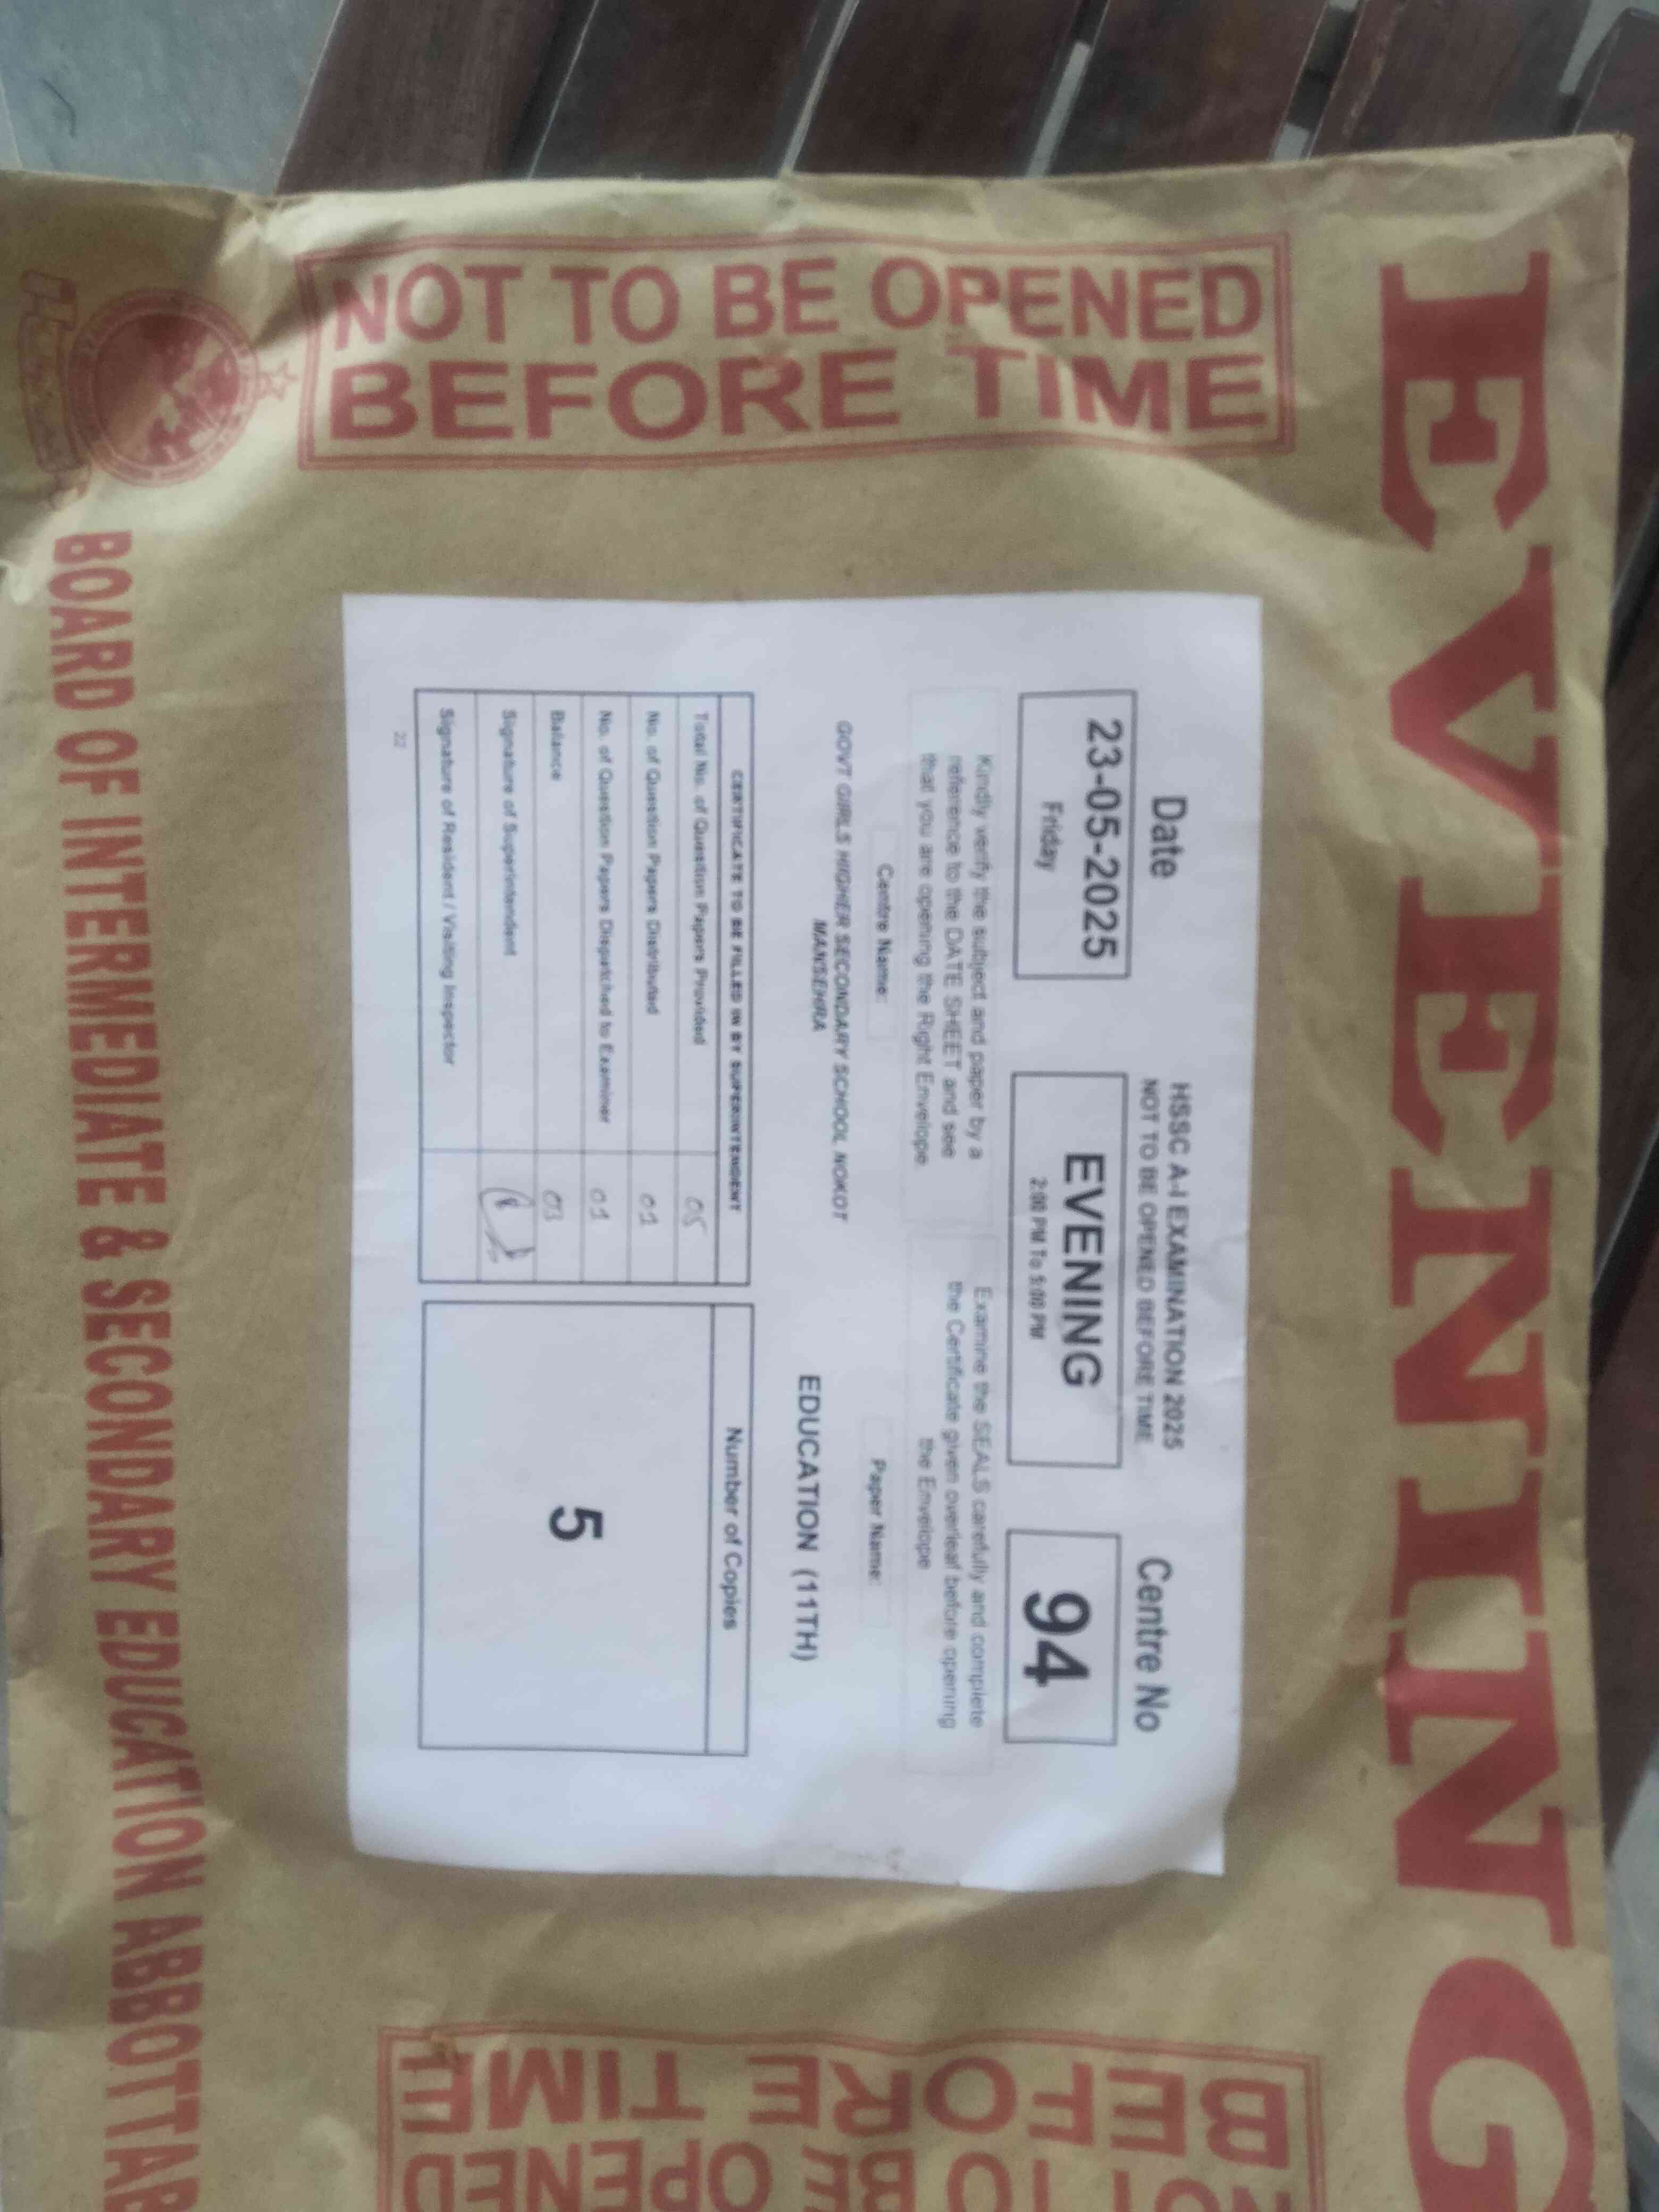 EVENING
NOT TO BE OPENED
BEFORE TIME
Date
23-05-2025
Friday
HSSC A-I EXAMINATION 2025
NOT TO BE OPENED BEFORE TIME
EVENING
2:00 PM To 5:00 PM
Centre No
94
Kindly verify the subject and paper by a
refrence to the DATE SHEET and see
that you are opening the Right Envelope.
Examine the SEALS carefully and complete
the Certificate given overleaf before opening
the Envelope
Centre Name:
GOVT GIRLS HIGHER SECONDARY SCHOOL NOKOT
MANSEHRA
Paper Name:
EDUCATION (11TH)
CERTIFICATE TO BE FILLED IN BY SUPERINTENDENT
Total No. of Question Papers Provided 05
No. of Question Papers Distributed 01
No. of Question Papers Dispatched to Examiner 01
Balance 03
Signature of Superintendent
Signature of Resident / Visiting Inspector
Number of Copies
5
22
BOARD OF INTERMEDIATE & SECONDARY EDUCATION ABBOTTAB
OPENED
BEFORE TIME